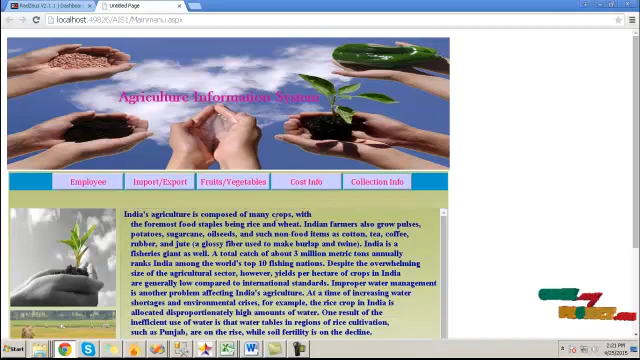 RedZeus V2.1.1 | Dashboard
Untitled Page
localhost:49826/AJS1/Mainmenu.aspx
Agriculture Information System
Employee
Import/Export
Fruits/Vegetables
Cost Info
Collection Info
India's agriculture is composed of many crops, with
the foremost food staples being rice and wheat. Indian farmers also grow pulses,
potatoes, sugarcane, oilseeds, and such non-food items as cotton, tea, coffee,
rubber, and jute (a glossy fiber used to make burlap and twine). India is a
fisheries giant as well. A total catch of about 3 million metric tons annually
ranks India among the world's top 10 fishing nations. Despite the overwhelming
size of the agricultural sector, however, yields per hectare of crops in India
are generally low compared to international standards. Improper water management
is another problem affecting India's agriculture. At a time of increasing water
shortages and environmental crises, for example, the rice crop in India is
allocated disproportionately high amounts of water. One result of the
inefficient use of water is that water tables in regions of rice cultivation,
such as Punjab, are on the rise, while soil fertility is on the decline.
2:21 PM
4/25/2015